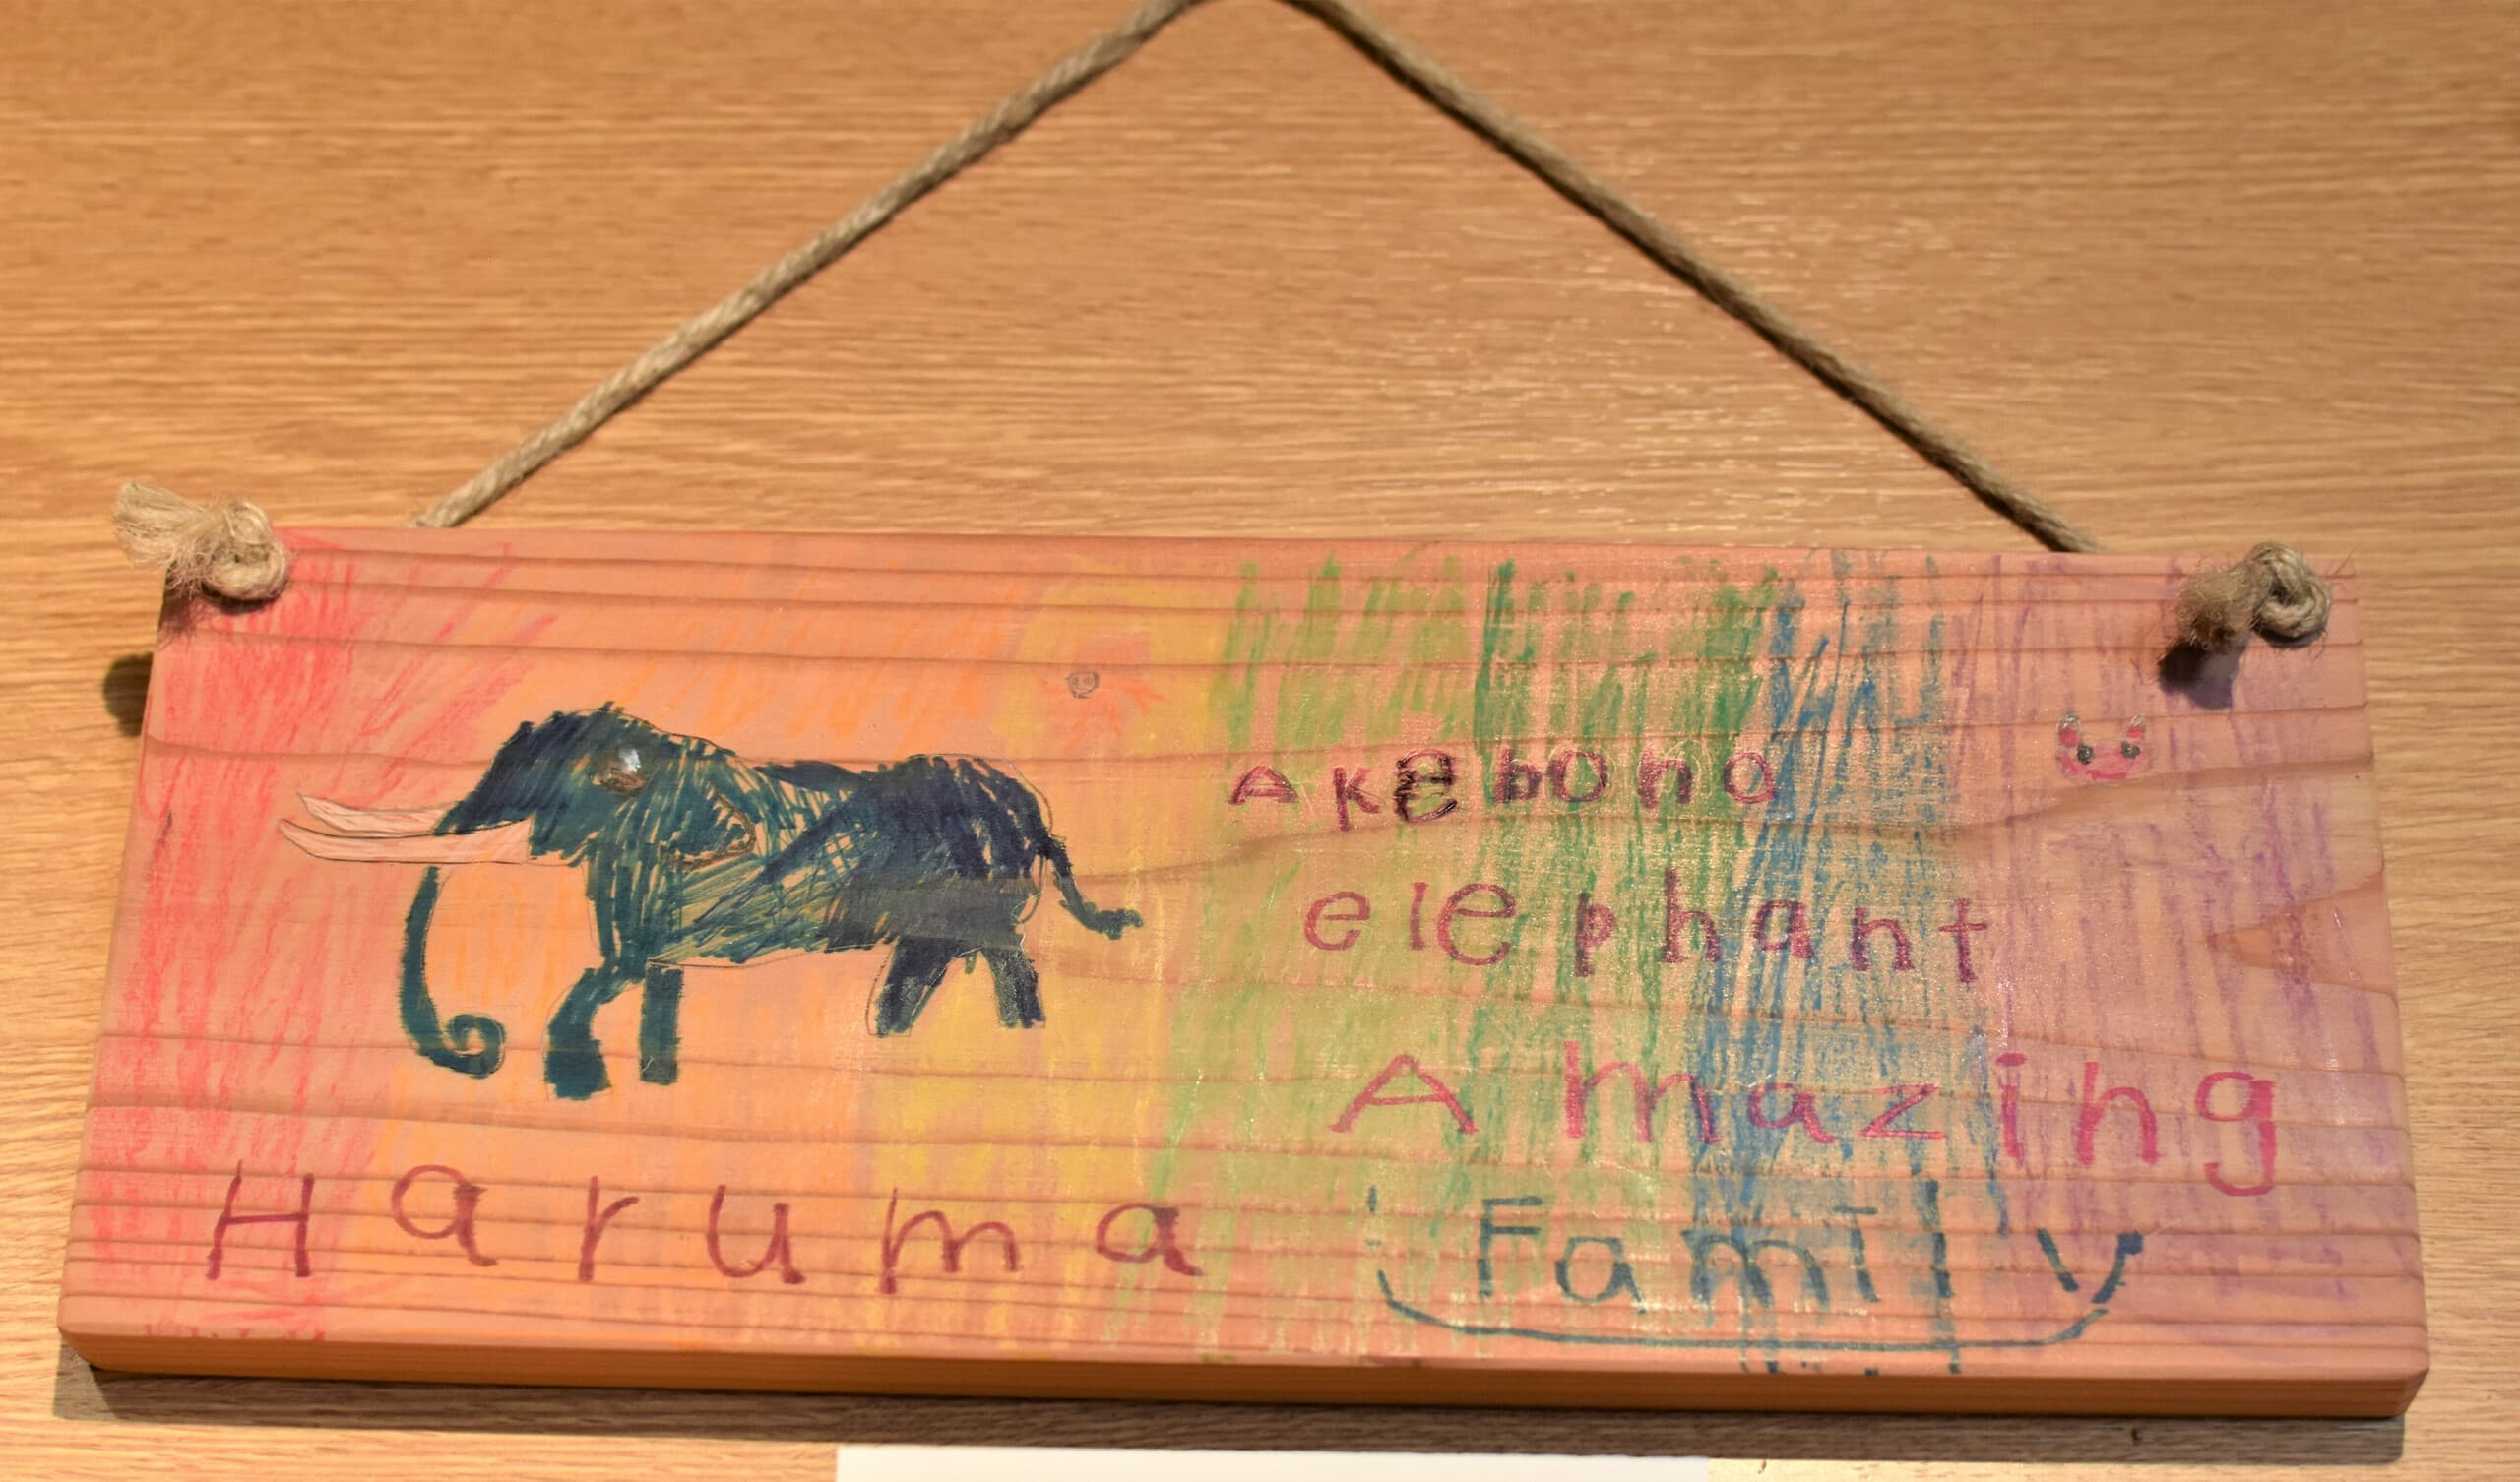 Akebono
elephant
Amazing
Haruma Family